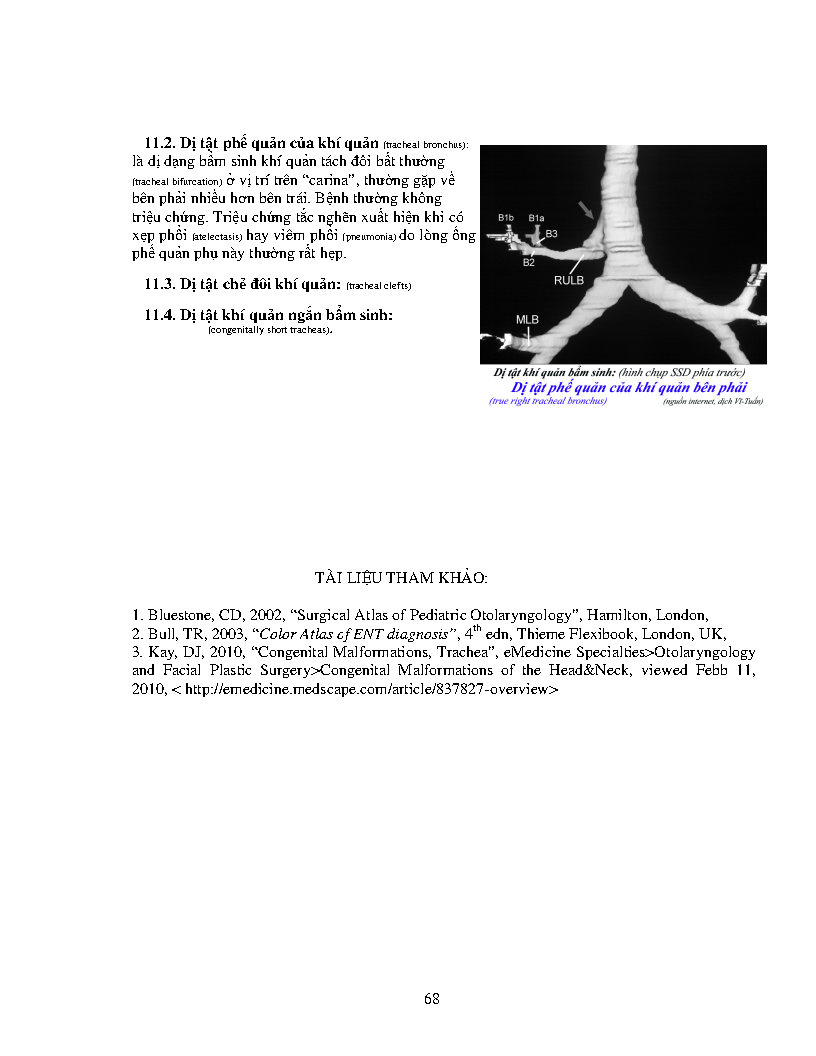 11.2. Dị tật phế quản của khí quản (tracheal bronchus):
là dị dạng bẩm sinh khí quản tách đôi bất thường
(tracheal bifurcation) ở vị trí trên “carina”, thường gặp về
bên phải nhiều hơn bên trái. Bệnh thường không
triệu chứng. Triệu chứng tắc nghẽn xuất hiện khi có
xẹp phổi (atelectasis) hay viêm phổi (pneumonia) do lòng ống
phế quản phụ này thường rất hẹp.
11.3. Dị tật chẻ đôi khí quản: (tracheal clefts)
11.4. Dị tật khí quản ngắn bẩm sinh:
(congenitally short tracheas).
B1b B1a
B3
B2
RULB
MLB
Dị tật khí quản bẩm sinh: (hình chụp SSD phía trước)
Dị tật phế quản của khí quản bên phải
(true right tracheal bronchus) (nguồn internet, dịch VI-Tuấn)
TÀI LIỆU THAM KHẢO:
1. Bluestone, CD, 2002, “Surgical Atlas of Pediatric Otolaryngology”, Hamilton, London,
2. Bull, TR, 2003, “Color Atlas of ENT diagnosis”, 4th edn, Thieme Flexibook, London, UK,
3. Kay, DJ, 2010, “Congenital Malformations, Trachea”, eMedicine Specialties>Otolaryngology
and Facial Plastic Surgery>Congenital Malformations of the Head&Neck, viewed Febb 11,
2010, < http://emedicine.medscape.com/article/837827-overview>
68